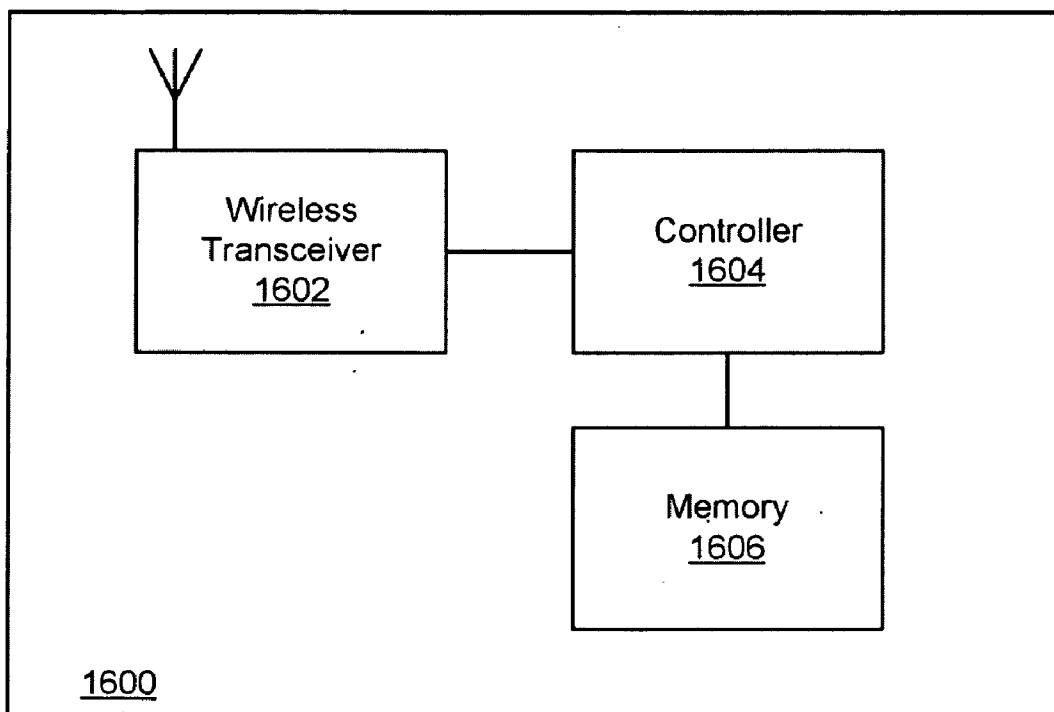 Wireless
Transceiver
1602
Controller
1604
Memory
1606
1600